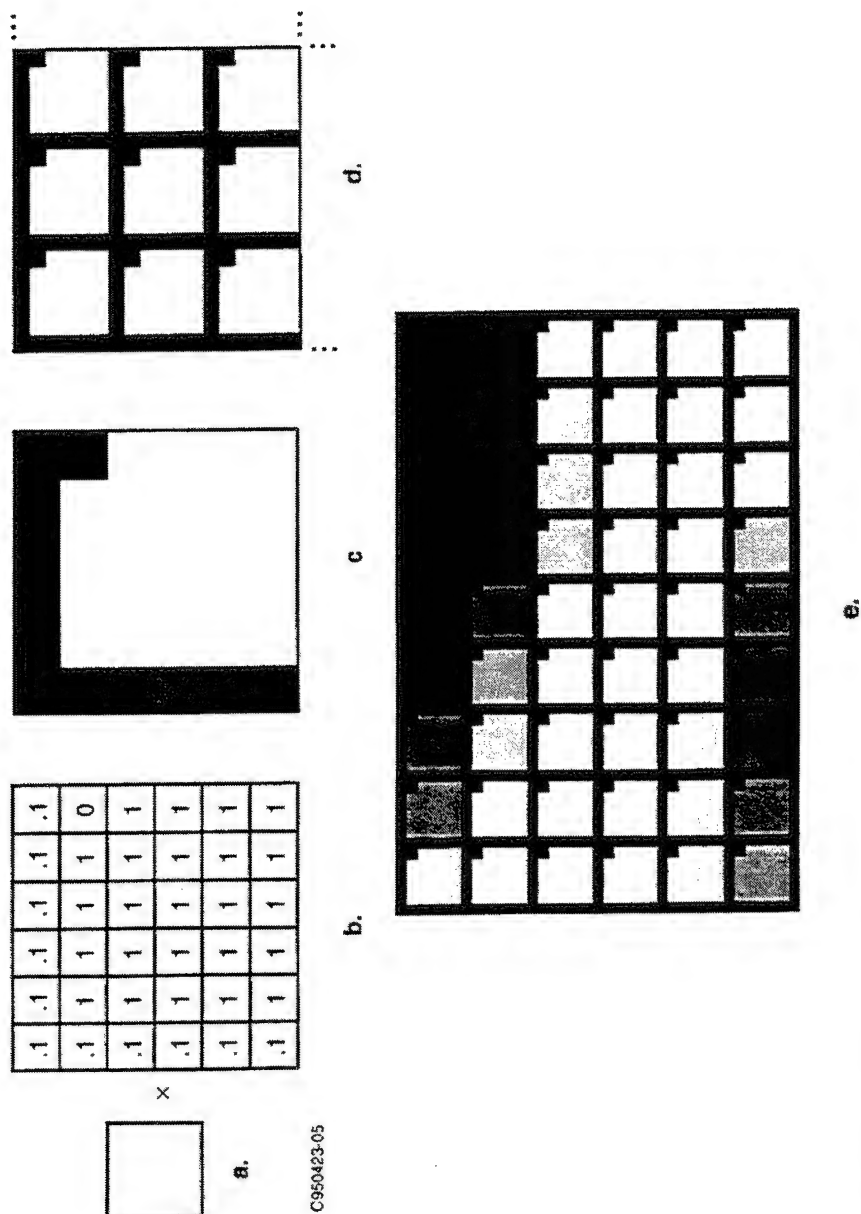 ×
.1 .1 .1 .1 .1 .1
.1 1 1 1 1 0
.1 1 1 1 1 1
.1 1 1 1 1 1
.1 1 1 1 1 1
.1 1 1 1 1 1
a.
b.
c
d.
C950423-05
e.